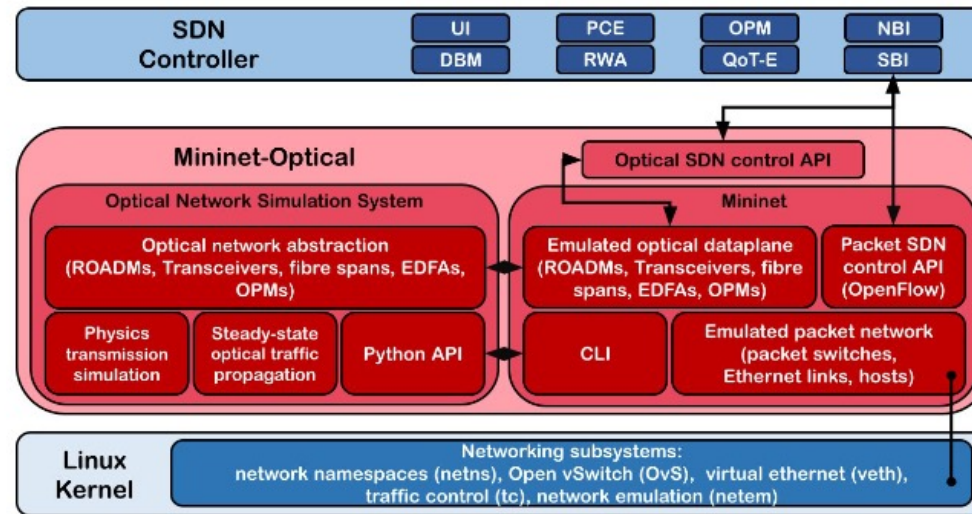 SDN
Controller
UI
PCE
OPM
NBI
DBM
RWA
QoT-E
SBI
Mininet-Optical
Optical SDN control API
Optical Network Simulation System
Optical network abstraction
(ROADMs, Transceivers, fibre spans, EDFAs,
OPMs)
Physics
transmission
simulation
Steady-state
optical traffic
propagation
Python API
Mininet
Emulated optical dataplane
(ROADMs, Transceivers, fibre
spans, EDFAs, OPMs)
Packet SDN
control API
(OpenFlow)
CLI
Emulated packet network
(packet switches,
Ethernet links, hosts)
Linux
Kernel
Networking subsystems:
network namespaces (netns), Open vSwitch (OvS), virtual ethernet (veth),
traffic control (tc), network emulation (netem)